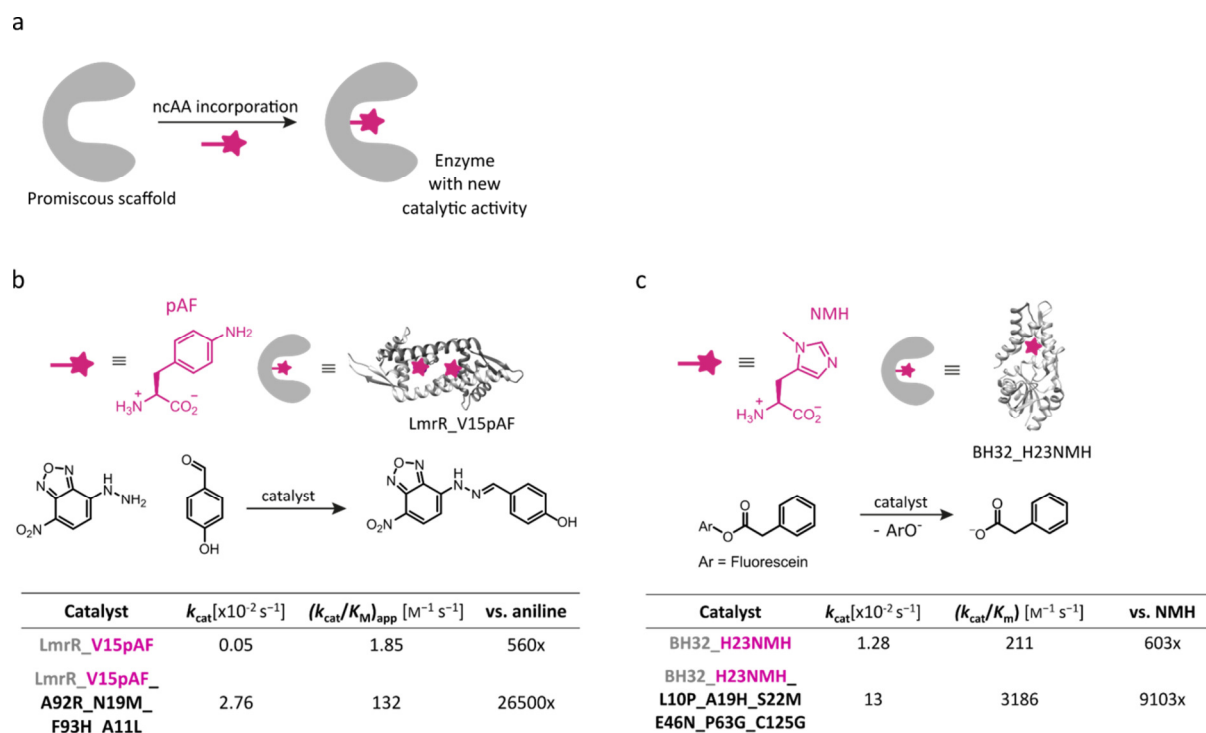 a
ncAA incorporation
Promiscous scaffold
Enzyme
with new
catalytic activity
b
pAF
NH2
H3N+ CO2−
≡
≡
LmrR_V15pAF
O
N N
H
N
NH2
O2N
O
OH
catalyst
O
N N
H
N
N
O2N
OH
Catalyst kcat[x10-2 s−1] (kcat/KM)app [M−1 s−1] vs. aniline
LmrR_V15pAF 0.05 1.85 560x
LmrR_V15pAF_
A92R_N19M_
F93H_A11L
2.76 132 26500x
c
NMH
N
N
H3N+ CO2−
≡
≡
BH32_H23NMH
O
Ar
O
Ar = Fluorescein
catalyst
- ArO-
O
−O
Catalyst kcat[x10-2 s−1] (kcat/Km) [M−1 s−1] vs. NMH
BH32_H23NMH 1.28 211 603x
BH32_H23NMH_
L10P_A19H_S22M
E46N_P63G_C125G
13 3186 9103x